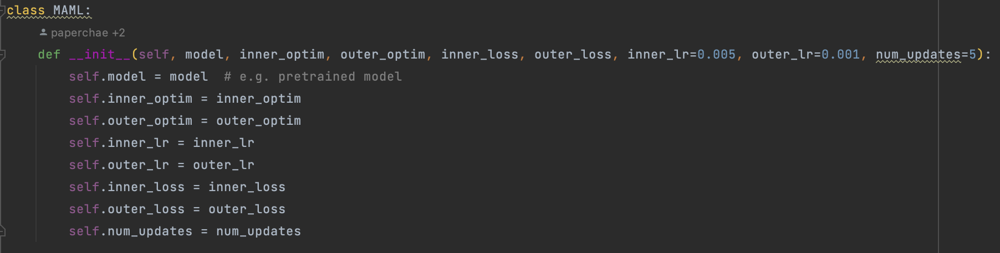 class MAML:
paperchae +2
def __init__(self, model, inner_optim, outer_optim, inner_loss, outer_loss, inner_lr=0.005, outer_lr=0.001, num_updates=5):
self.model = model  # e.g. pretrained model
self.inner_optim = inner_optim
self.outer_optim = outer_optim
self.inner_lr = inner_lr
self.outer_lr = outer_lr
self.inner_loss = inner_loss
self.outer_loss = outer_loss
self.num_updates = num_updates